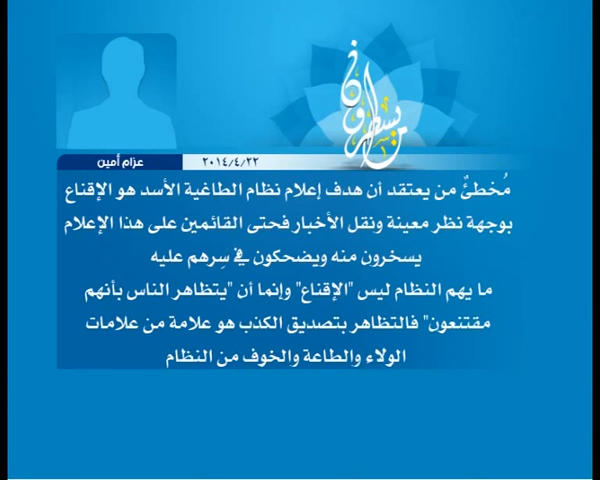 يسطرون
عزام أمين
٢٠١٤/٤/٢٢
مُخطئٌ من يعتقد أن هدف إعلام نظام الطاغية الأسد هو الإقناع
بوجهة نظر معينة ونقل الأخبار فحتى القائمين على هذا الإعلام
يسخرون منه ويضحكون في سِرهم عليه
ما يهم النظام ليس "الإقناع" وإنما أن "يتظاهر الناس بأنهم
مقتنعون" فالتظاهر بتصديق الكذب هو علامة من علامات
الولاء والطاعة والخوف من النظام